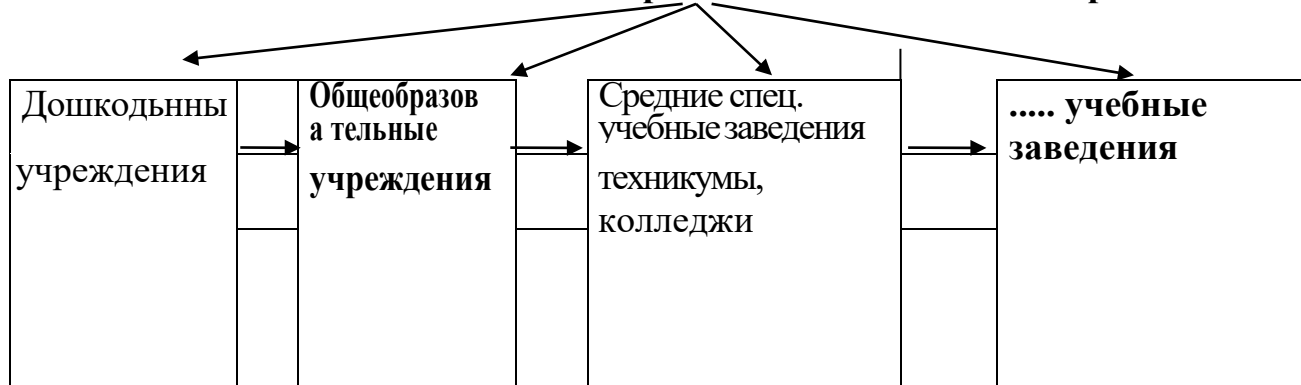 Дошкодьнны
учреждения
Общеобразов
а тельные
учреждения
Средние спец.
учебные заведения
техникумы,
колледжи
..... учебные
заведения